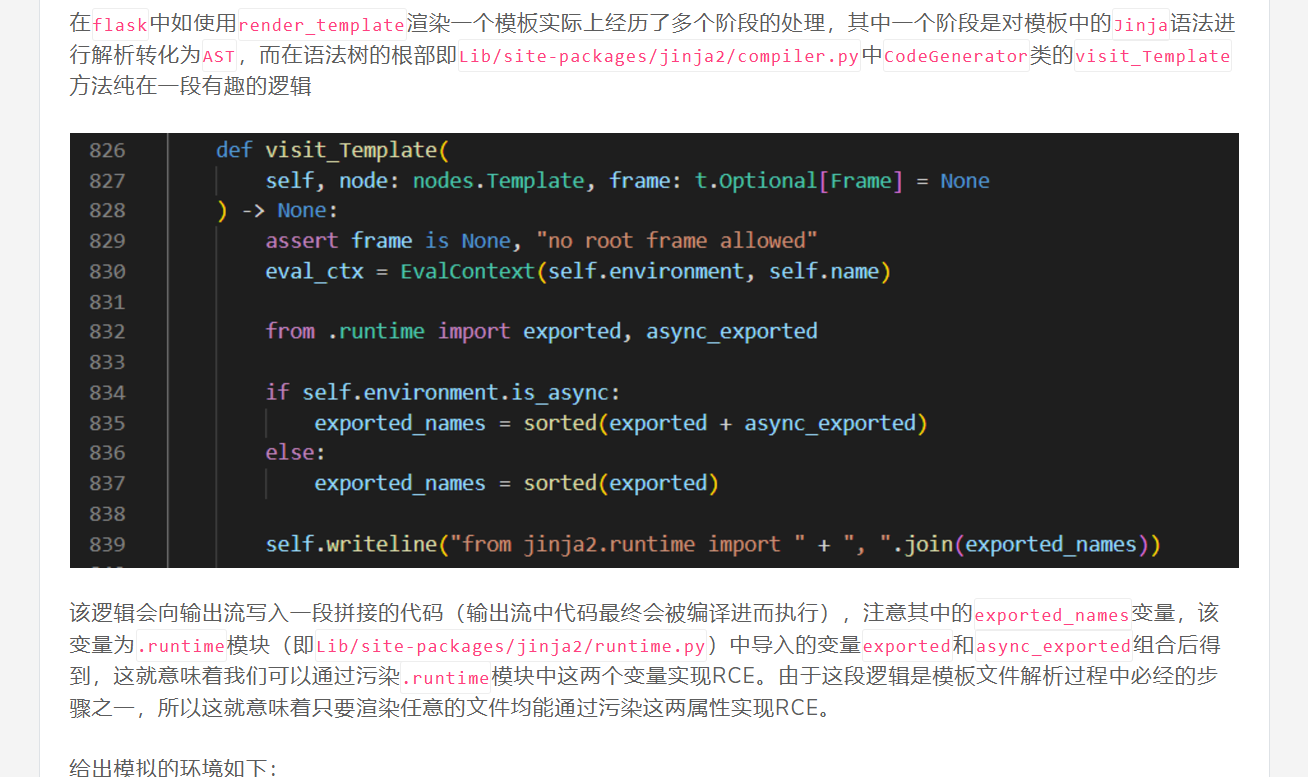 在flask中如使用render_template渲染一个模板实际上经历了多个阶段的处理，其中一个阶段是对模板中的Jinja语法进
行解析转化为AST，而在语法树的根部即Lib/site-packages/jinja2/compiler.py中CodeGenerator类的visit_Template
方法纯在一段有趣的逻辑
826 def visit_Template(
827 self, node: nodes.Template, frame: t.Optional[Frame] = None
828 ) -> None:
829 assert frame is None, "no root frame allowed"
830 eval_ctx = EvalContext(self.environment, self.name)
831
832 from .runtime import exported, async_exported
833
834 if self.environment.is_async:
835 exported_names = sorted(exported + async_exported)
836 else:
837 exported_names = sorted(exported)
838
839 self.writeline("from jinja2.runtime import " + ", ".join(exported_names))
该逻辑会向输出流写入一段拼接的代码（输出流中代码最终会被编译进而执行），注意其中的exported_names变量，该
变量为.runtime模块（即Lib/site-packages/jinja2/runtime.py）中导入的变量exported和async_exported组合后得
到，这就意味着我们可以通过污染.runtime模块中这两个变量实现RCE。由于这段逻辑是模板文件解析过程中必经的步
骤之一，所以这就意味着只要渲染任意的文件均能通过污染这两属性实现RCE。
给出模拟的环境如下：